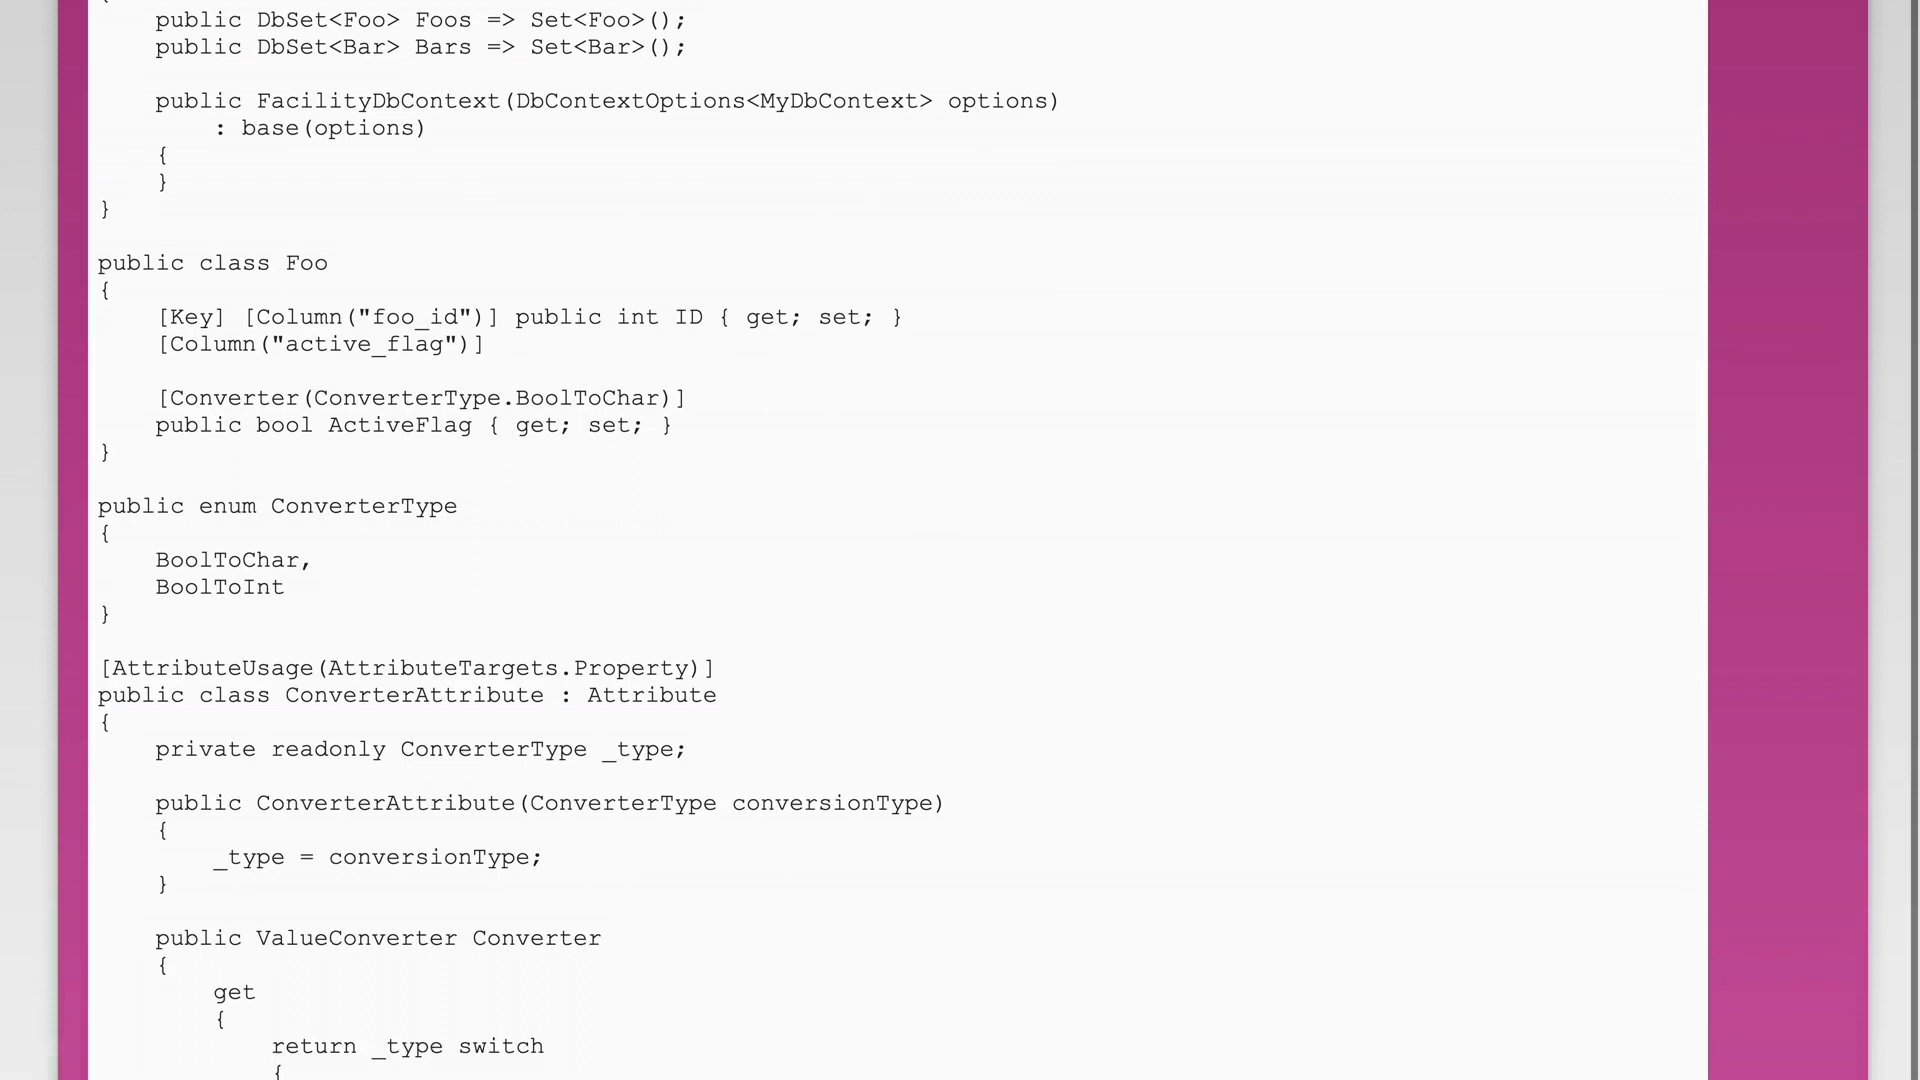 {
public DbSet<Foo> Foos => Set<Foo>();
public DbSet<Bar> Bars => Set<Bar>();
public FacilityDbContext(DbContextOptions<MyDbContext> options)
: base(options)
{
}
}
public class Foo
{
[Key] [Column("foo_id")] public int ID { get; set; }
[Column("active_flag")]
[Converter(ConverterType.BoolToChar)]
public bool ActiveFlag { get; set; }
}
public enum ConverterType
{
BoolToChar,
BoolToInt
}
[AttributeUsage(AttributeTargets.Property)]
public class ConverterAttribute : Attribute
{
private readonly ConverterType _type;
public ConverterAttribute(ConverterType conversionType)
{
_type = conversionType;
}
public ValueConverter Converter
{
get
{
return _type switch
{